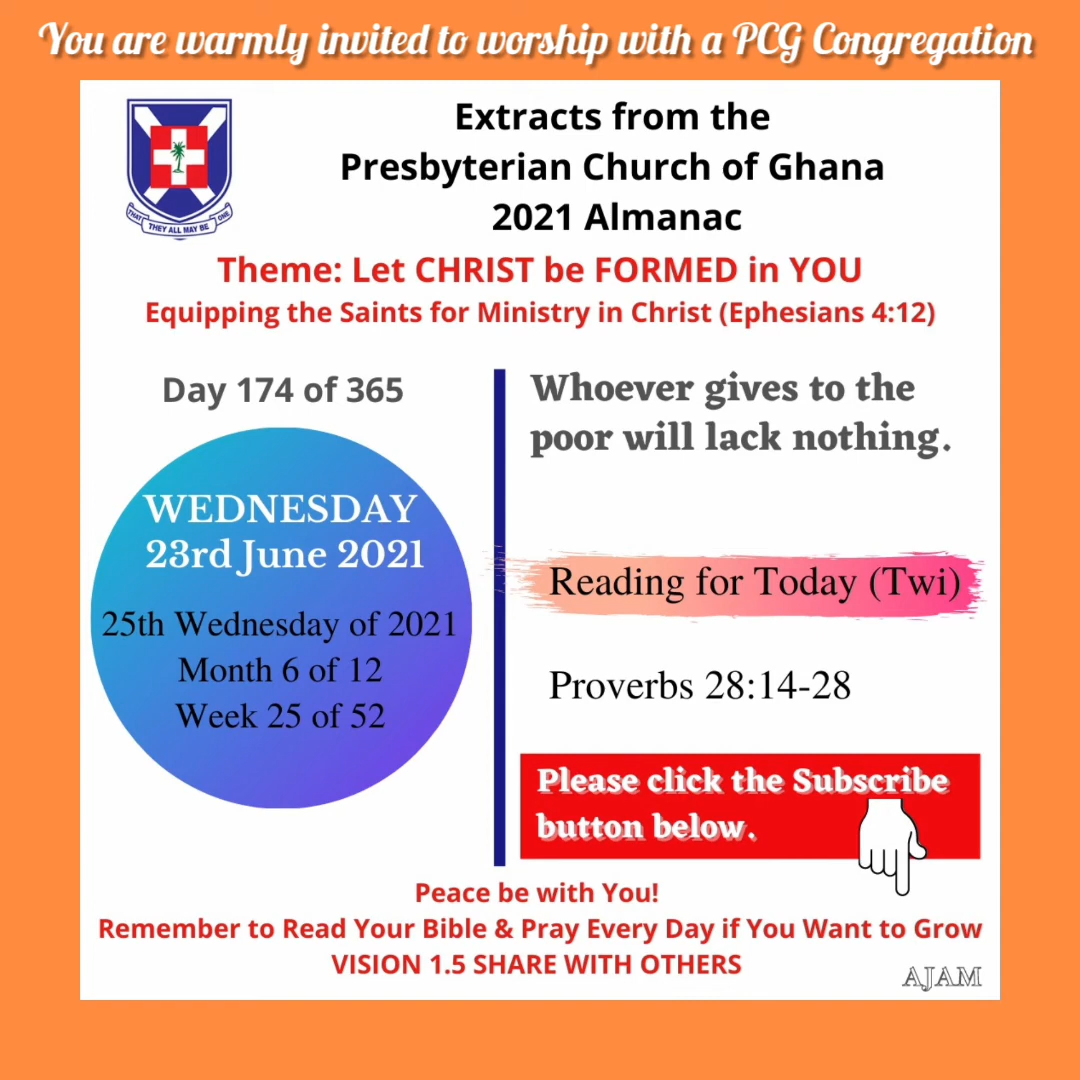 You are warmly invited to worship with a PCG Congregation
Extracts from the
Presbyterian Church of Ghana
2021 Almanac
THAT THEY ALL MAY BE ONE
Theme: Let CHRIST be FORMED in YOU
Equipping the Saints for Ministry in Christ (Ephesians 4:12)
Day 174 of 365
WEDNESDAY
23rd June 2021
25th Wednesday of 2021
Month 6 of 12
Week 25 of 52
Whoever gives to the
poor will lack nothing.
Reading for Today (Twi)
Proverbs 28:14-28
Please click the Subscribe
button below.
Peace be with You!
Remember to Read Your Bible & Pray Every Day if You Want to Grow
VISION 1.5 SHARE WITH OTHERS
AJAM